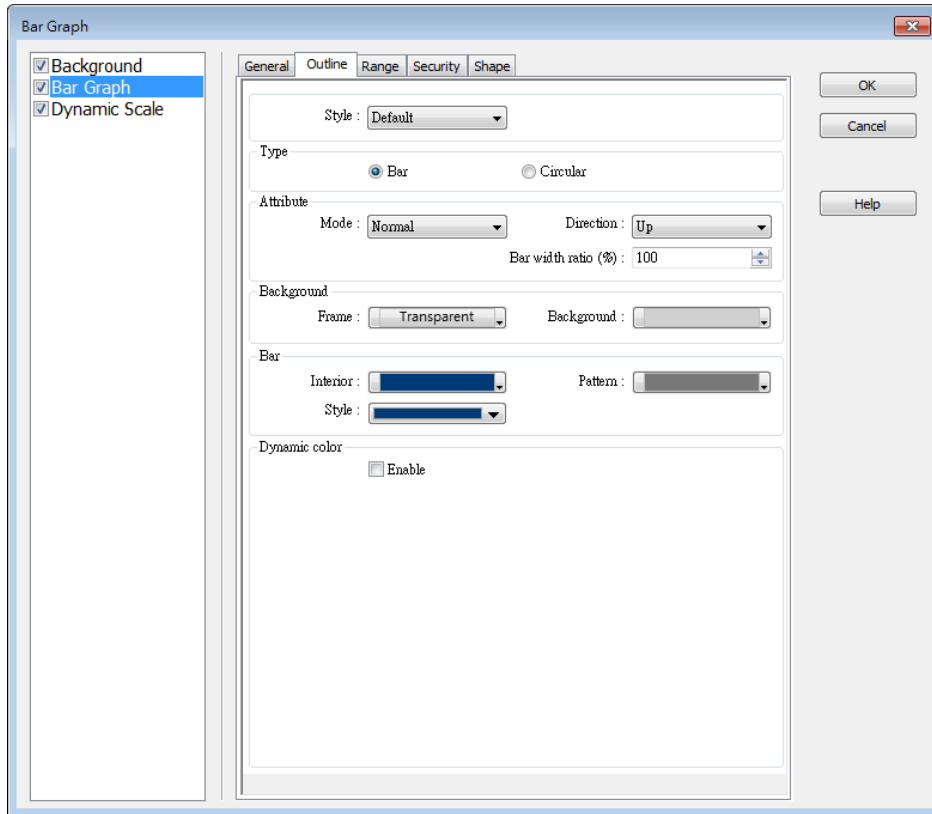 Bar Graph
Background
Bar Graph
Dynamic Scale
General Outline Range Security Shape
OK
Cancel
Help
Style : Default
Type
Bar Circular
Attribute
Mode : Normal Direction : Up
Bar width ratio (%) : 100
Background
Frame : Transparent Background :
Bar
Interior : Pattern :
Style :
Dynamic color
Enable